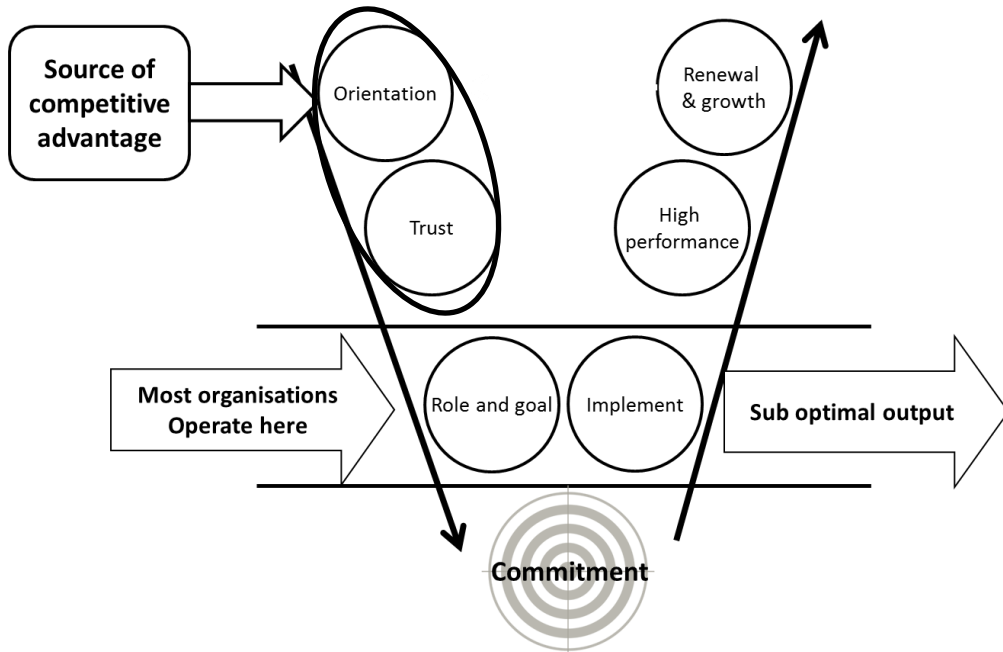 Source of
competitive
advantage
Orientation
Trust
Renewal
& growth
High
performance
Most organisations
Operate here
Role and goal
Implement
Sub optimal output
Commitment